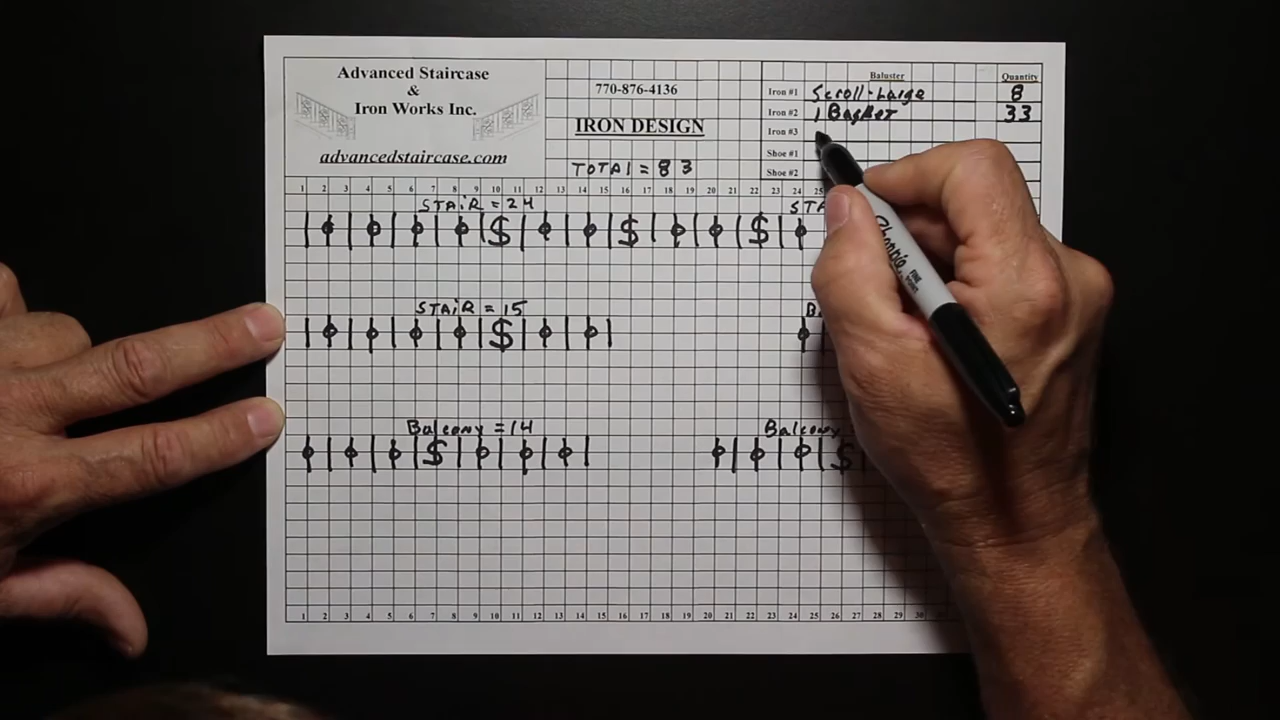 Advanced Staircase
&
Iron Works Inc.
advancedstaircase.com
770-876-4136
IRON DESIGN
TOTAL = 83
Baluster Quantity
Iron #1 Scroll-Large 8
Iron #2 1 Basket 33
Iron #3
Shoe #1
Shoe #2
1 2 3 4 5 6 7 8 9 10 11 12 13 14 15 16 17 18 19 20 21 22 23 24 25
STAIR = 24
STAIR = 15
Balcony = 14
Balcony
1 2 3 4 5 6 7 8 9 10 11 12 13 14 15 16 17 18 19 20 21 22 23 24 25 26 27 28 29 30
Sharpie
FINE
POINT